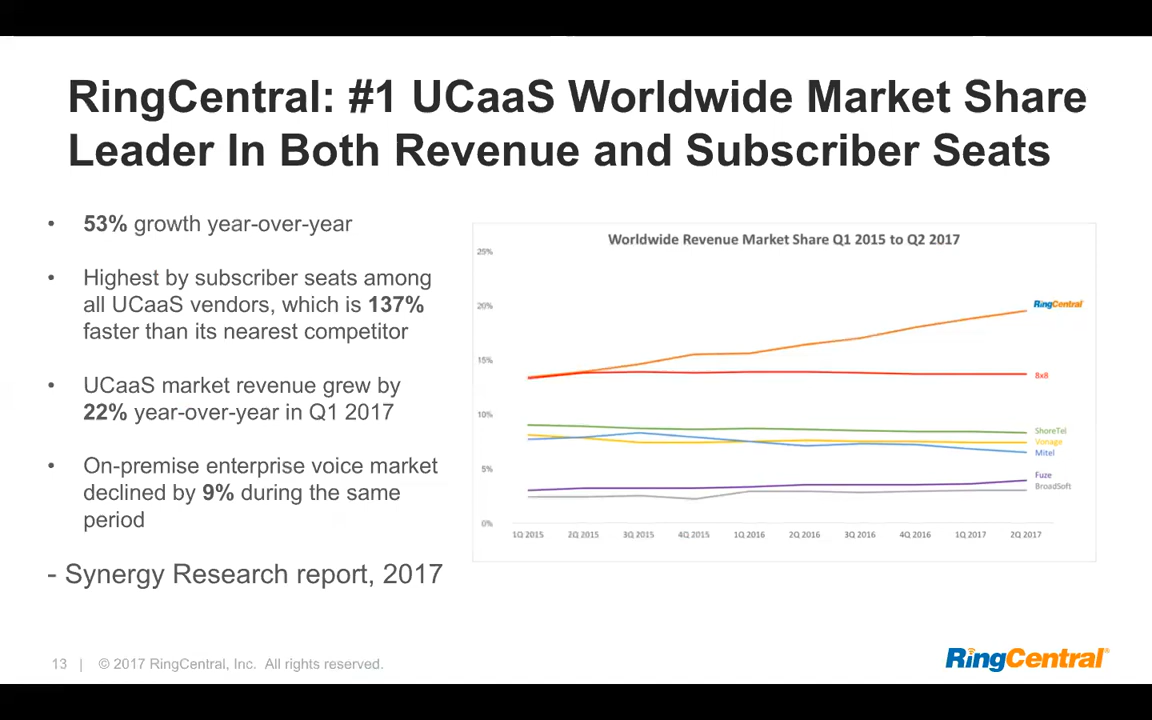 RingCentral: #1 UCaaS Worldwide Market Share
Leader In Both Revenue and Subscriber Seats
• 53% growth year-over-year
• Highest by subscriber seats among
all UCaaS vendors, which is 137%
faster than its nearest competitor
• UCaaS market revenue grew by
22% year-over-year in Q1 2017
• On-premise enterprise voice market
declined by 9% during the same
period
- Synergy Research report, 2017
Worldwide Revenue Market Share Q1 2015 to Q2 2017
25%
20%
15%
10%
5%
0%
RingCentral
8x8
ShoreTel
Vonage
Mitel
Fuze
BroadSoft
1Q 2015 2Q 2015 3Q 2015 4Q 2015 1Q 2016 2Q 2016 3Q 2016 4Q 2016 1Q 2017 2Q 2017
13 | © 2017 RingCentral, Inc. All rights reserved.
RingCentral®